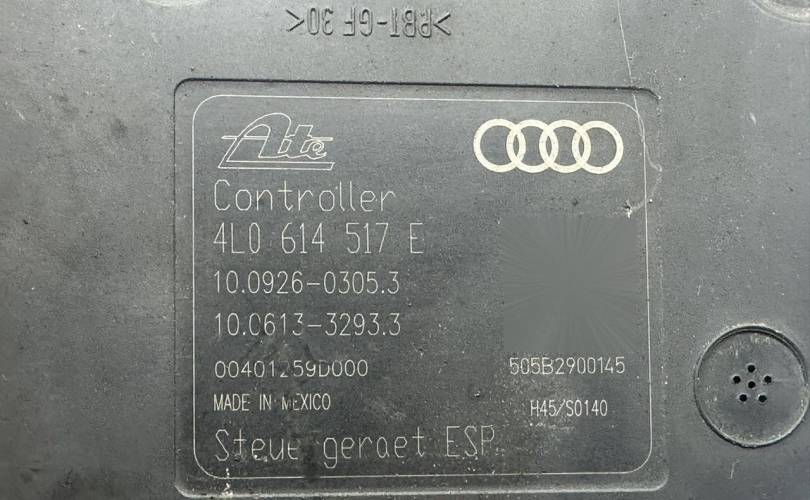 >PBT-GF 30<
Ate
Controller
4L0 614 517 E
10.0926-0305.3
10.0613-3293.3
00401259D000 505B2900145
MADE IN MEXICO H45/S0140
Steuergeraet ESP